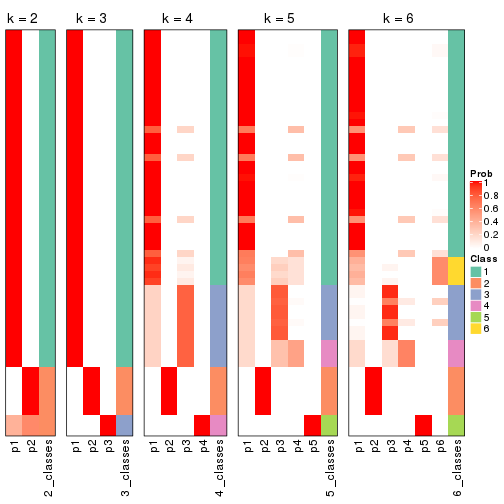 k = 2
k = 3
k = 4
k = 5
k = 6
p1
p2
2_classes
p1
p2
p3
3_classes
p1
p2
p3
p4
4_classes
p1
p2
p3
p4
p5
5_classes
p1
p2
p3
p4
p5
p6
6_classes
Prob
1
0.8
0.6
0.4
0.2
0
Class
1
2
3
4
5
6